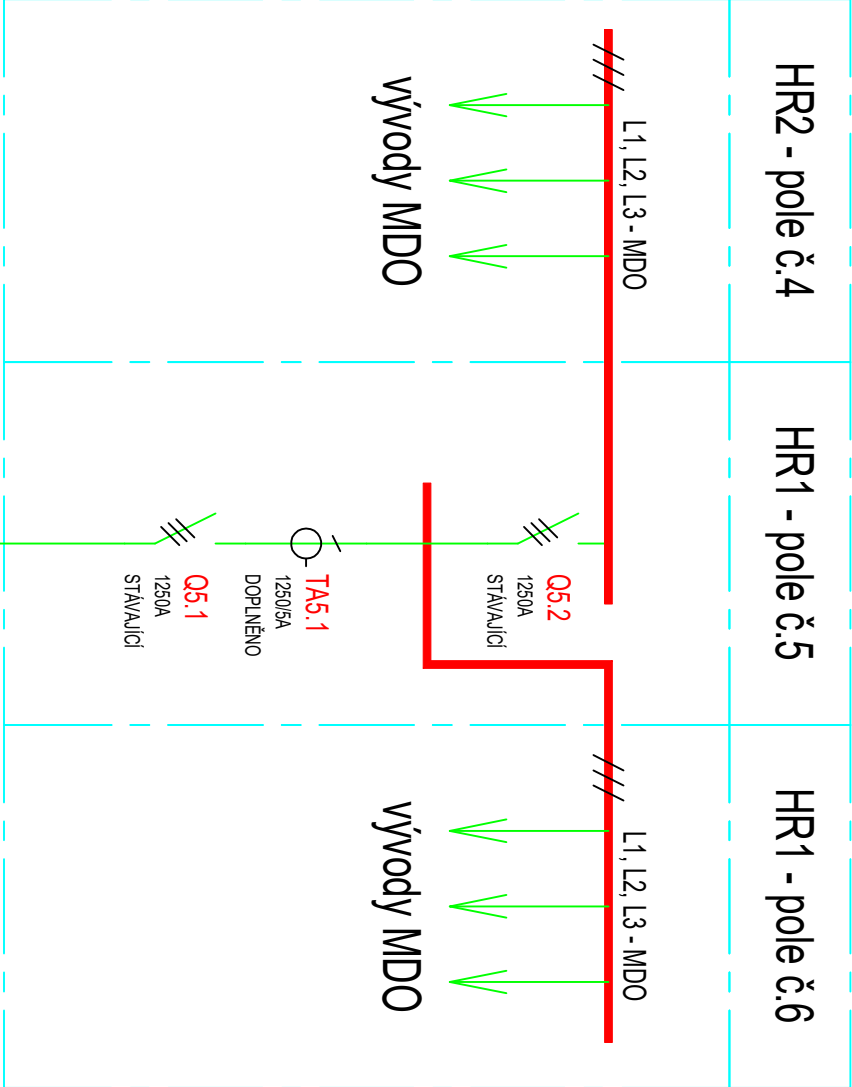 HR2 - pole č.4
HR1 - pole č.5
HR1 - pole č.6
L1, L2, L3 - MDO
vývody MDO
Q5.2
1250A
STÁVAJÍCÍ
TA5.1
1250/5A
DOPLNĚNO
Q5.1
1250A
STÁVAJÍCÍ
L1, L2, L3 - MDO
vývody MDO